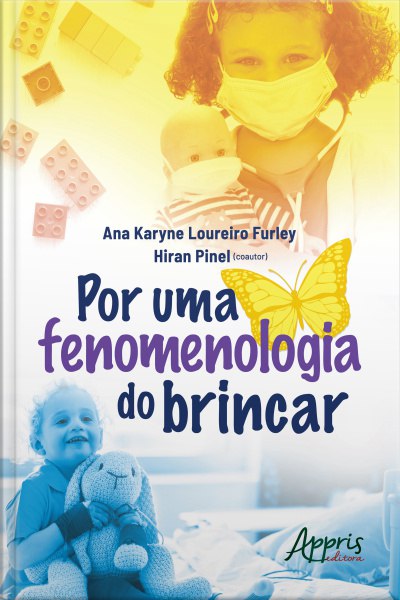 Ana Karyne Loureiro Furley
Hiran Pinel (coautor)
Por uma
fenomenologia
do brincar
Appris
editora